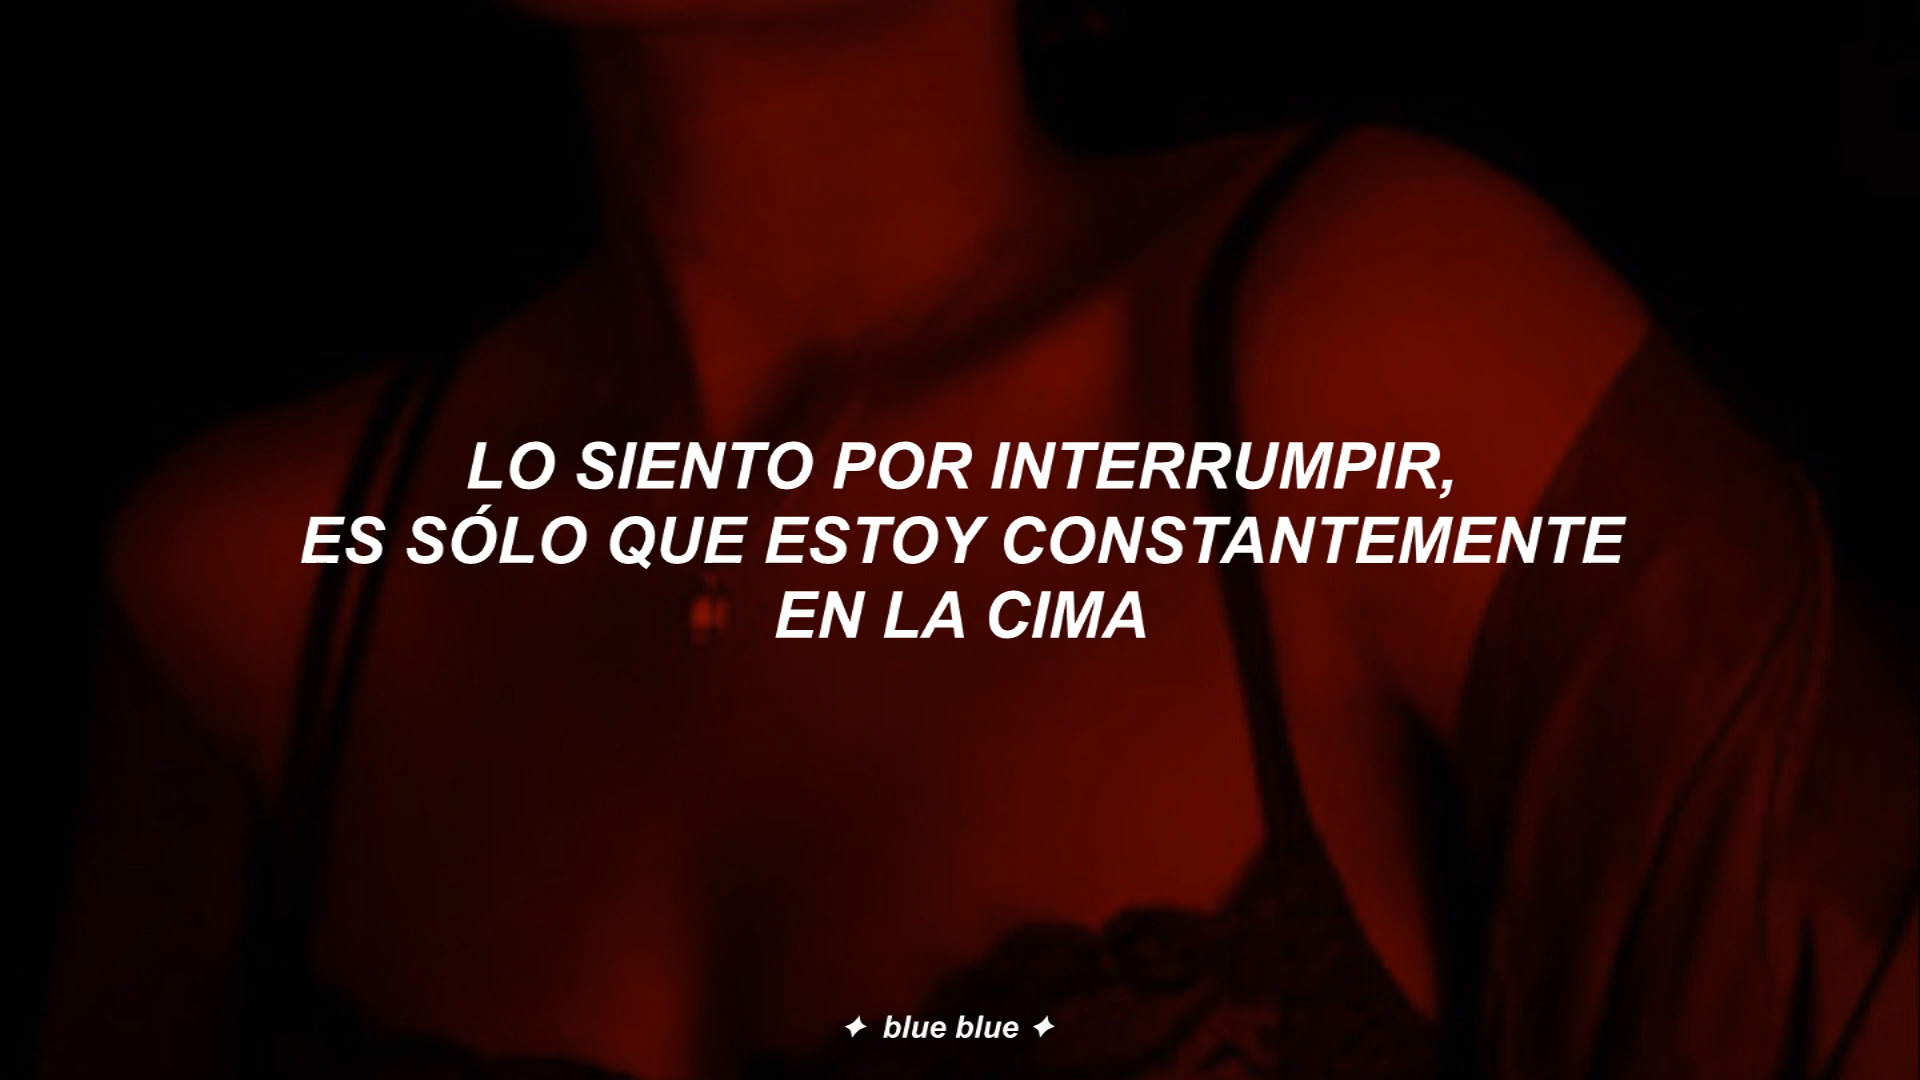 LO SIENTO POR INTERRUMPIR,
ES SÓLO QUE ESTOY CONSTANTEMENTE
EN LA CIMA
✦ blue blue ✦